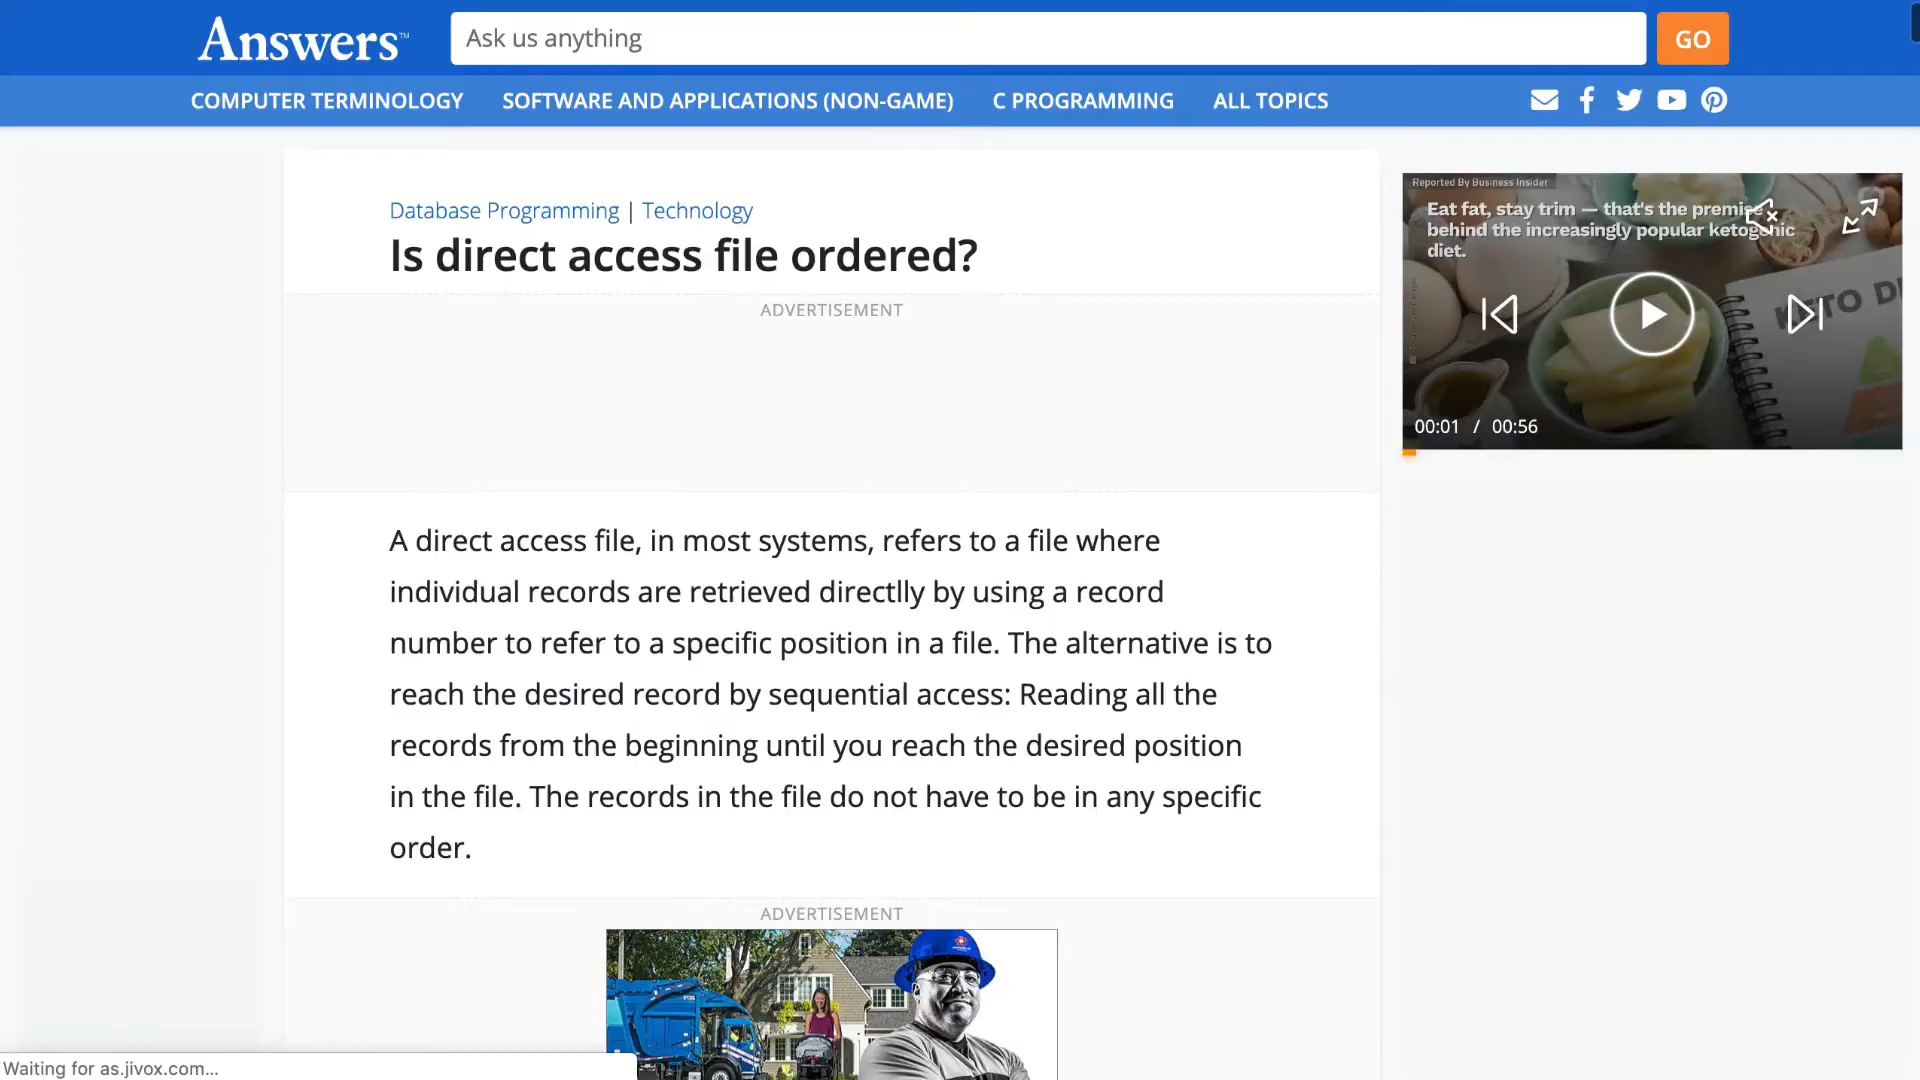 Answers™
Ask us anything
GO
COMPUTER TERMINOLOGY
SOFTWARE AND APPLICATIONS (NON-GAME)
C PROGRAMMING
ALL TOPICS
Database Programming | Technology
Is direct access file ordered?
ADVERTISEMENT
A direct access file, in most systems, refers to a file where
individual records are retrieved directlly by using a record
number to refer to a specific position in a file. The alternative is to
reach the desired record by sequential access: Reading all the
records from the beginning until you reach the desired position
in the file. The records in the file do not have to be in any specific
order.
ADVERTISEMENT
Reported By Business Insider
Eat fat, stay trim — that's the premise
behind the increasingly popular ketogenic
diet.
KETO DI
00:01 / 00:56
Waiting for as.jivox.com...